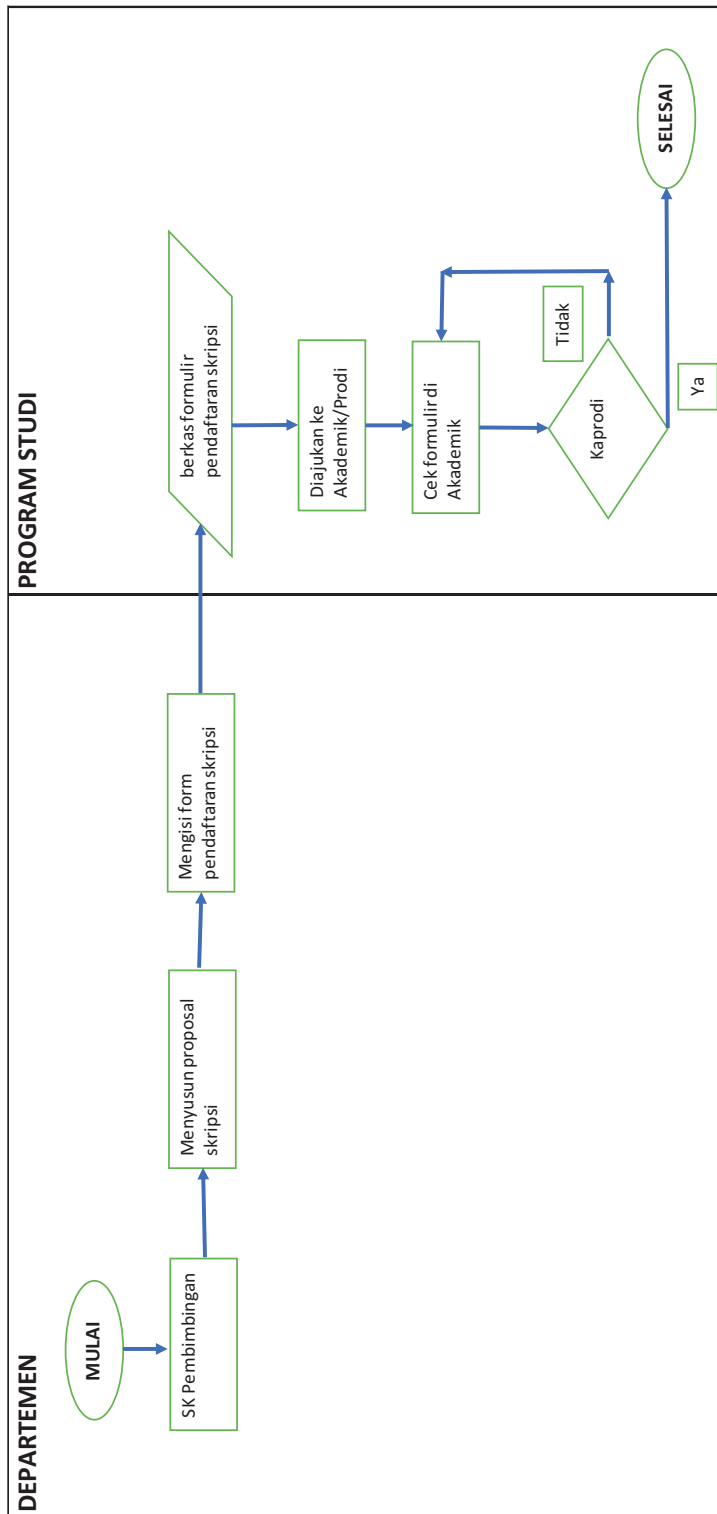 DEPARTEMEN
MULAI
SK Pembimbingan
Menyusun proposal
skripsi
Mengisi form
pendaftaran skripsi
PROGRAM STUDI
berkas formulir
pendaftaran skripsi
Diajukan ke
Akademik/Prodi
Cek formulir di
Akademik
Kaprodi
Tidak
Ya
SELESAI